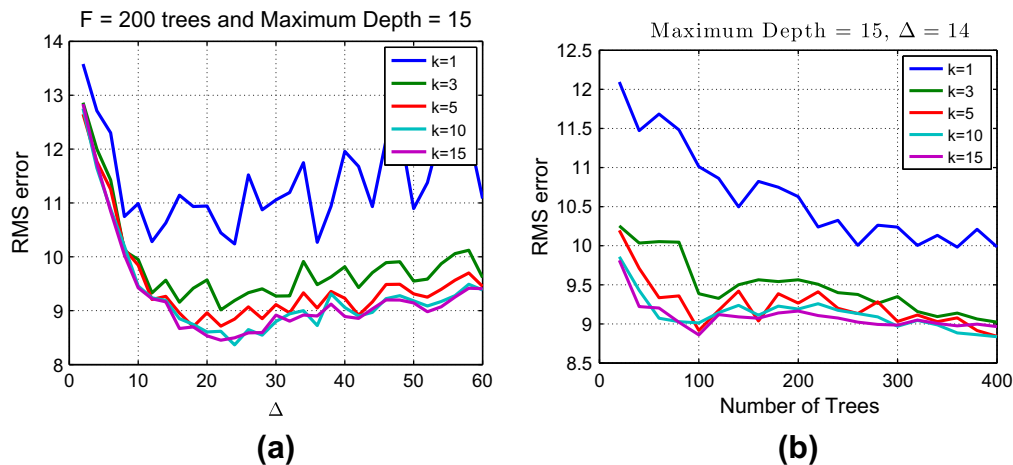 F = 200 trees and Maximum Depth = 15
14
13
12
11
10
9
8
RMS error
0
10
20
30
40
50
60
Δ
k=1
k=3
k=5
k=10
k=15
(a)
Maximum Depth = 15, Δ = 14
12.5
12
11.5
11
10.5
10
9.5
9
8.5
RMS error
0
100
200
300
400
Number of Trees
k=1
k=3
k=5
k=10
k=15
(b)